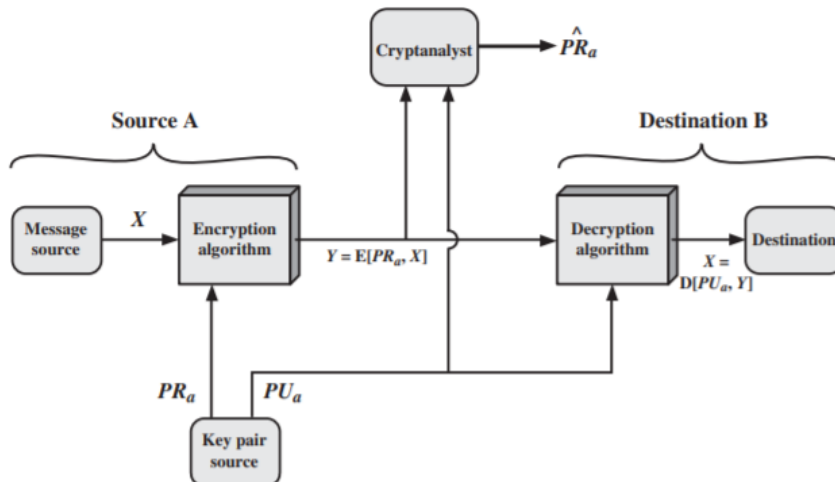 Cryptanalyst
P̂R_a
Source A
Destination B
Message
source
X
Encryption
algorithm
Y = E[PR_a, X]
Decryption
algorithm
X =
D[PU_a, Y]
Destination
PR_a
PU_a
Key pair
source